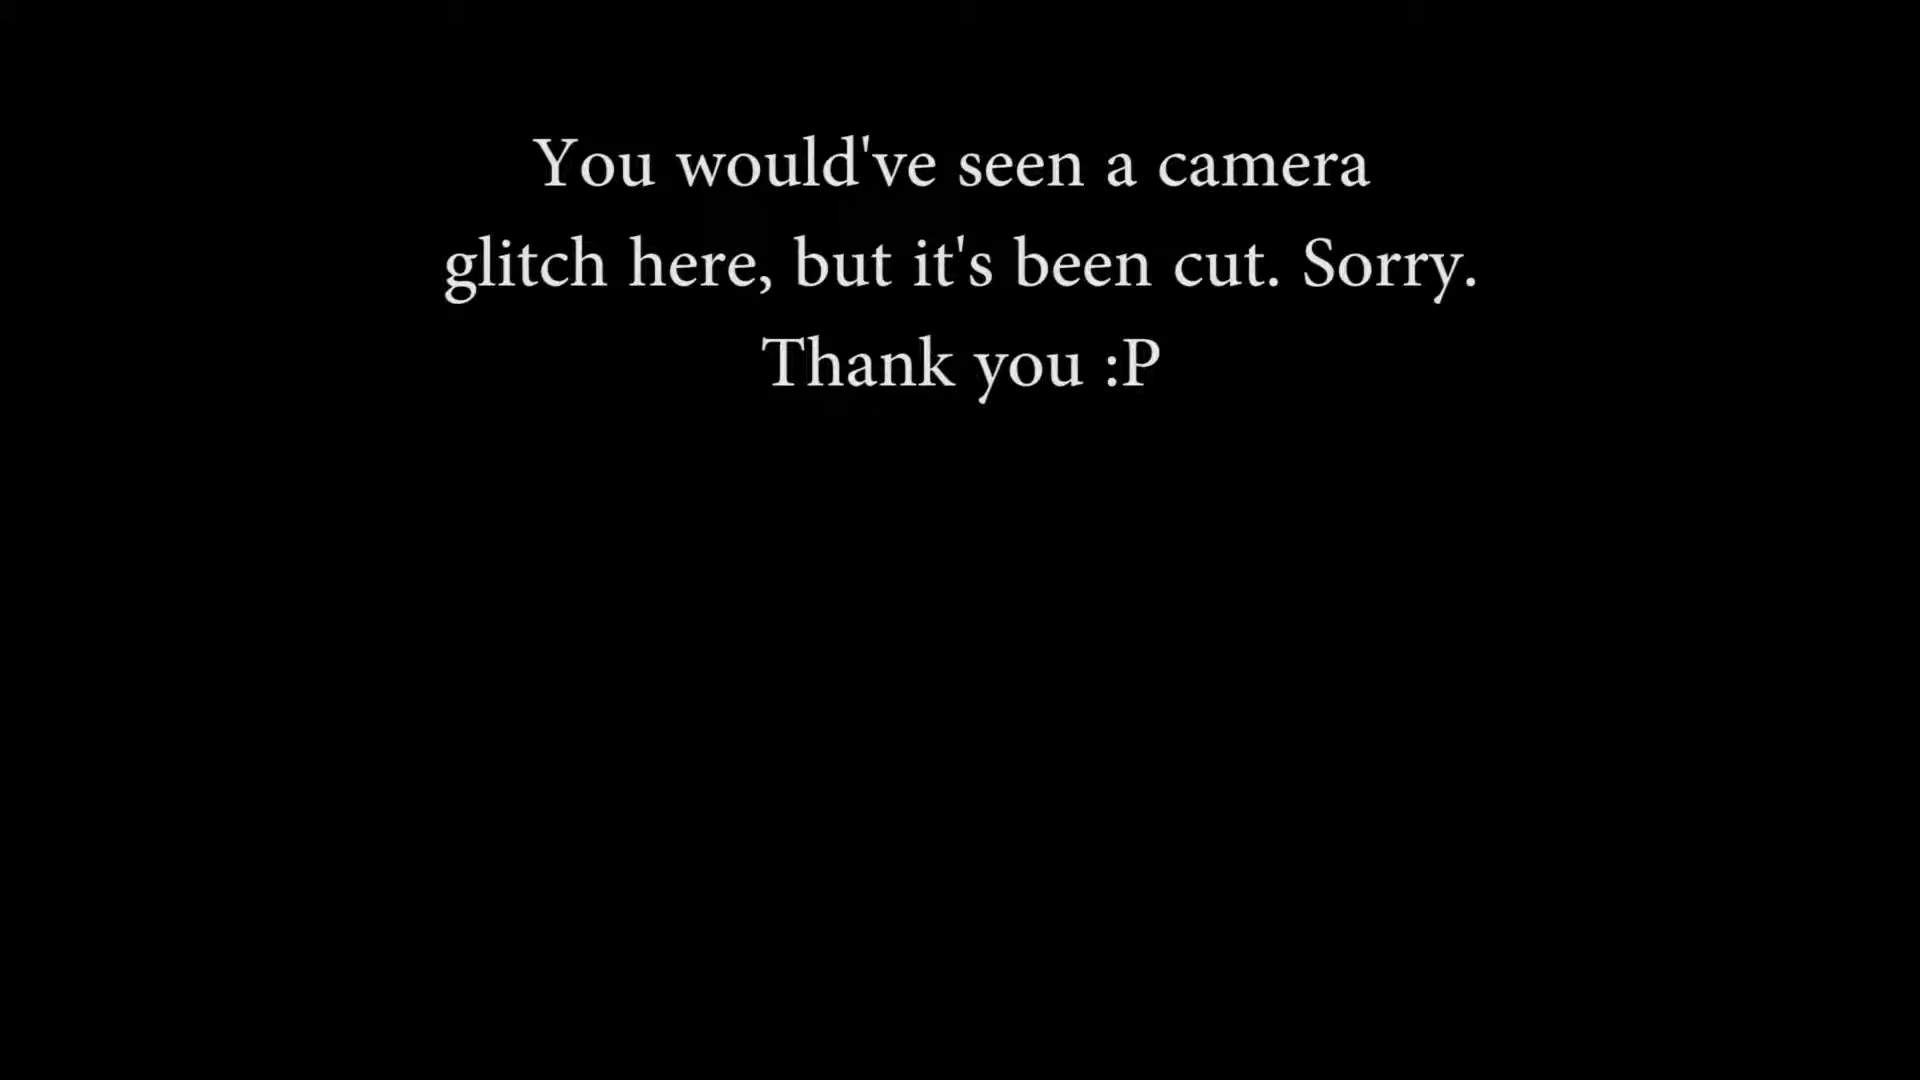 You would've seen a camera
glitch here, but it's been cut. Sorry.
Thank you :P